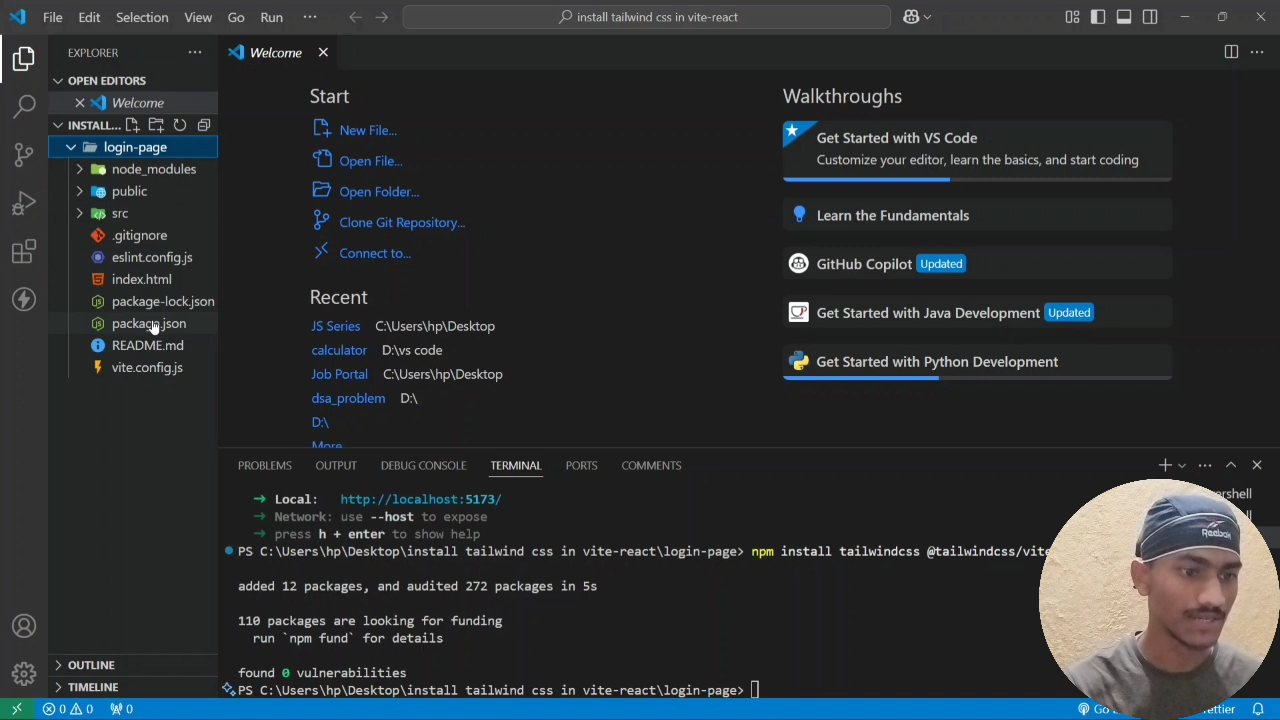 File Edit Selection View Go Run ··· install tailwind css in vite-react
EXPLORER
OPEN EDITORS
Welcome
INSTALL...
login-page
node_modules
public
src
.gitignore
eslint.config.js
index.html
package-lock.json
package.json
README.md
vite.config.js
OUTLINE
TIMELINE
Welcome
Start
New File...
Open File...
Open Folder...
Clone Git Repository...
Connect to...
Recent
JS Series C:\Users\hp\Desktop
calculator D:\vs code
Job Portal C:\Users\hp\Desktop
dsa_problem D:\
D:\
More...
Walkthroughs
Get Started with VS Code
Customize your editor, learn the basics, and start coding
Learn the Fundamentals
GitHub Copilot Updated
Get Started with Java Development Updated
Get Started with Python Development
PROBLEMS OUTPUT DEBUG CONSOLE TERMINAL PORTS COMMENTS
➜ Local: http://localhost:5173/
➜ Network: use --host to expose
➜ press h + enter to show help
PS C:\Users\hp\Desktop\install tailwind css in vite-react\login-page> npm install tailwindcss @tailwindcss/vite
added 12 packages, and audited 272 packages in 5s
110 packages are looking for funding
run `npm fund` for details
found 0 vulnerabilities
PS C:\Users\hp\Desktop\install tailwind css in vite-react\login-page>
Reebok
0 0 0
Go